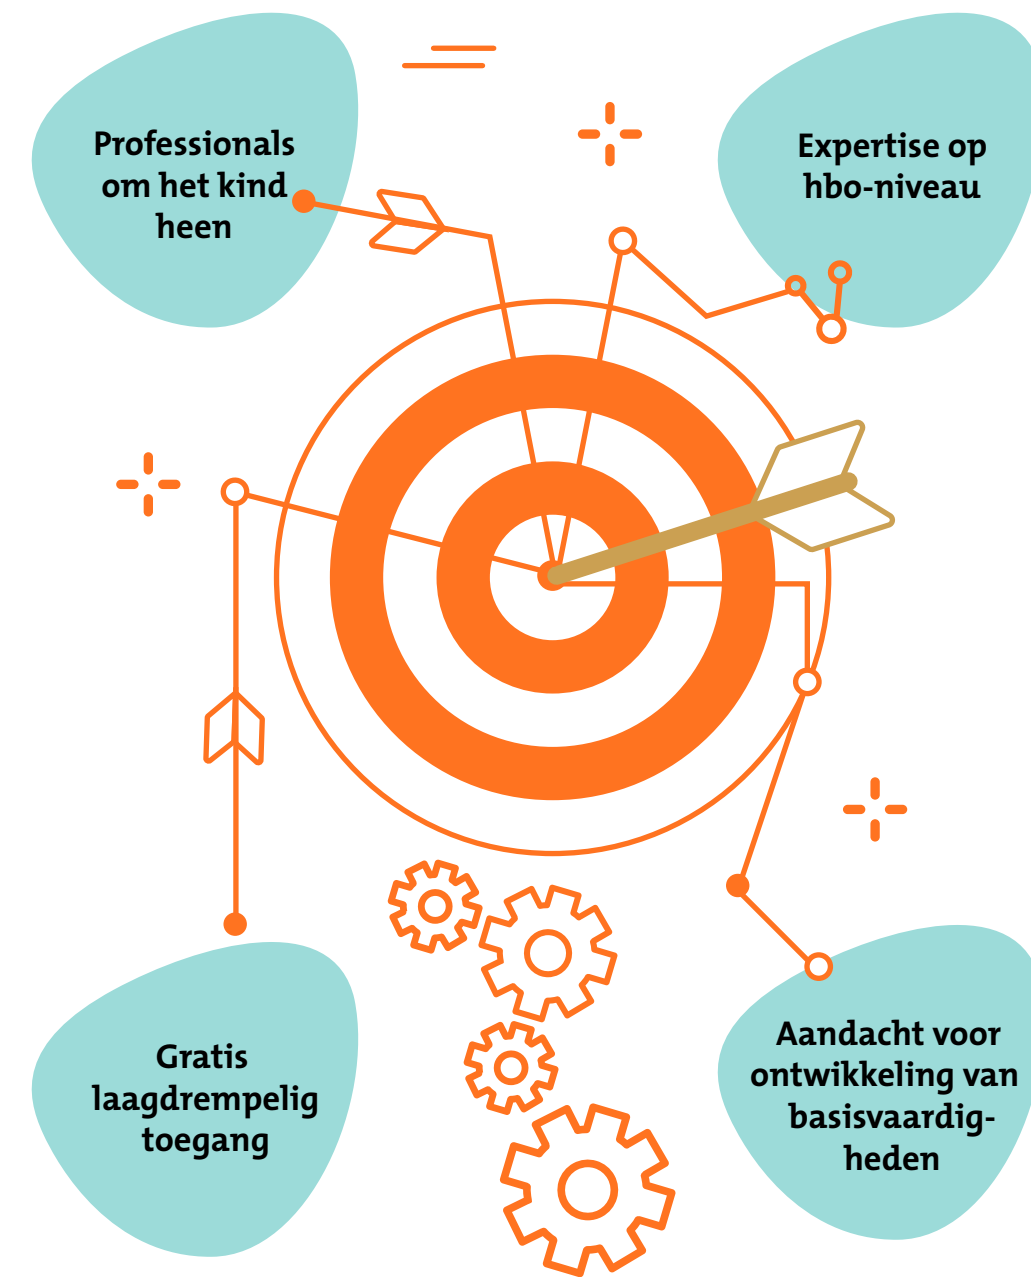 Professionals
om het kind
heen
Expertise op
hbo-niveau
Gratis
laagdrempelig
toegang
Aandacht voor
ontwikkeling van
basisvaardig-
heden